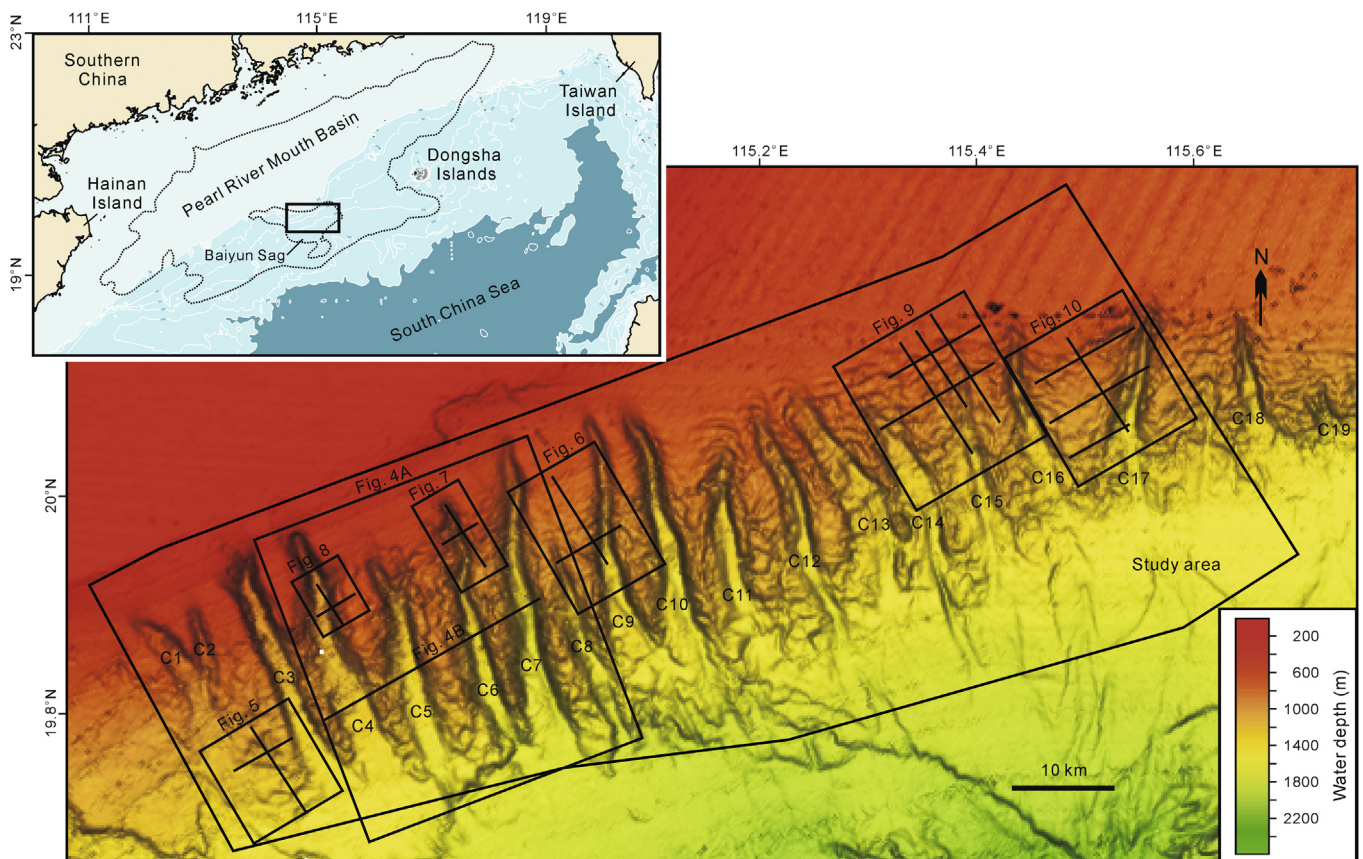 111°E
115°E
119°E
23°N
19°N
Southern
China
Taiwan
Island
Pearl River Mouth Basin
Dongsha
Islands
Hainan
Island
Baiyun Sag
South China Sea
115.2°E
115.4°E
115.6°E
20°N
19.8°N
N
Fig. 9
Fig. 10
Fig. 6
Fig. 4A
Fig. 7
Fig. 8
Fig. 4B
Fig. 5
C1
C2
C3
C4
C5
C6
C7
C8
C9
C10
C11
C12
C13
C14
C15
C16
C17
C18
C19
Study area
10 km
200
600
1000
1400
1800
2200
Water depth (m)